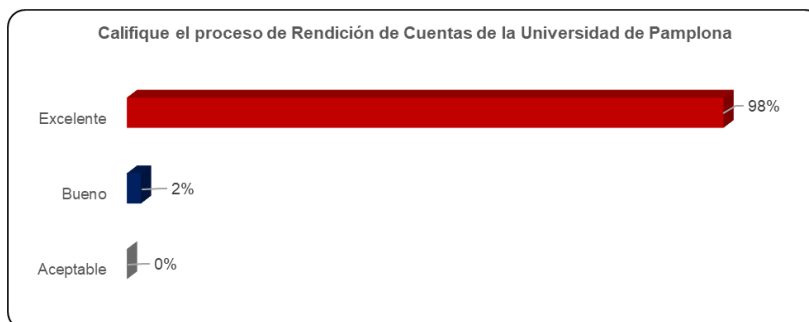 Califique el proceso de Rendición de Cuentas de la Universidad de Pamplona
Excelente
98%
Bueno
2%
Aceptable
0%